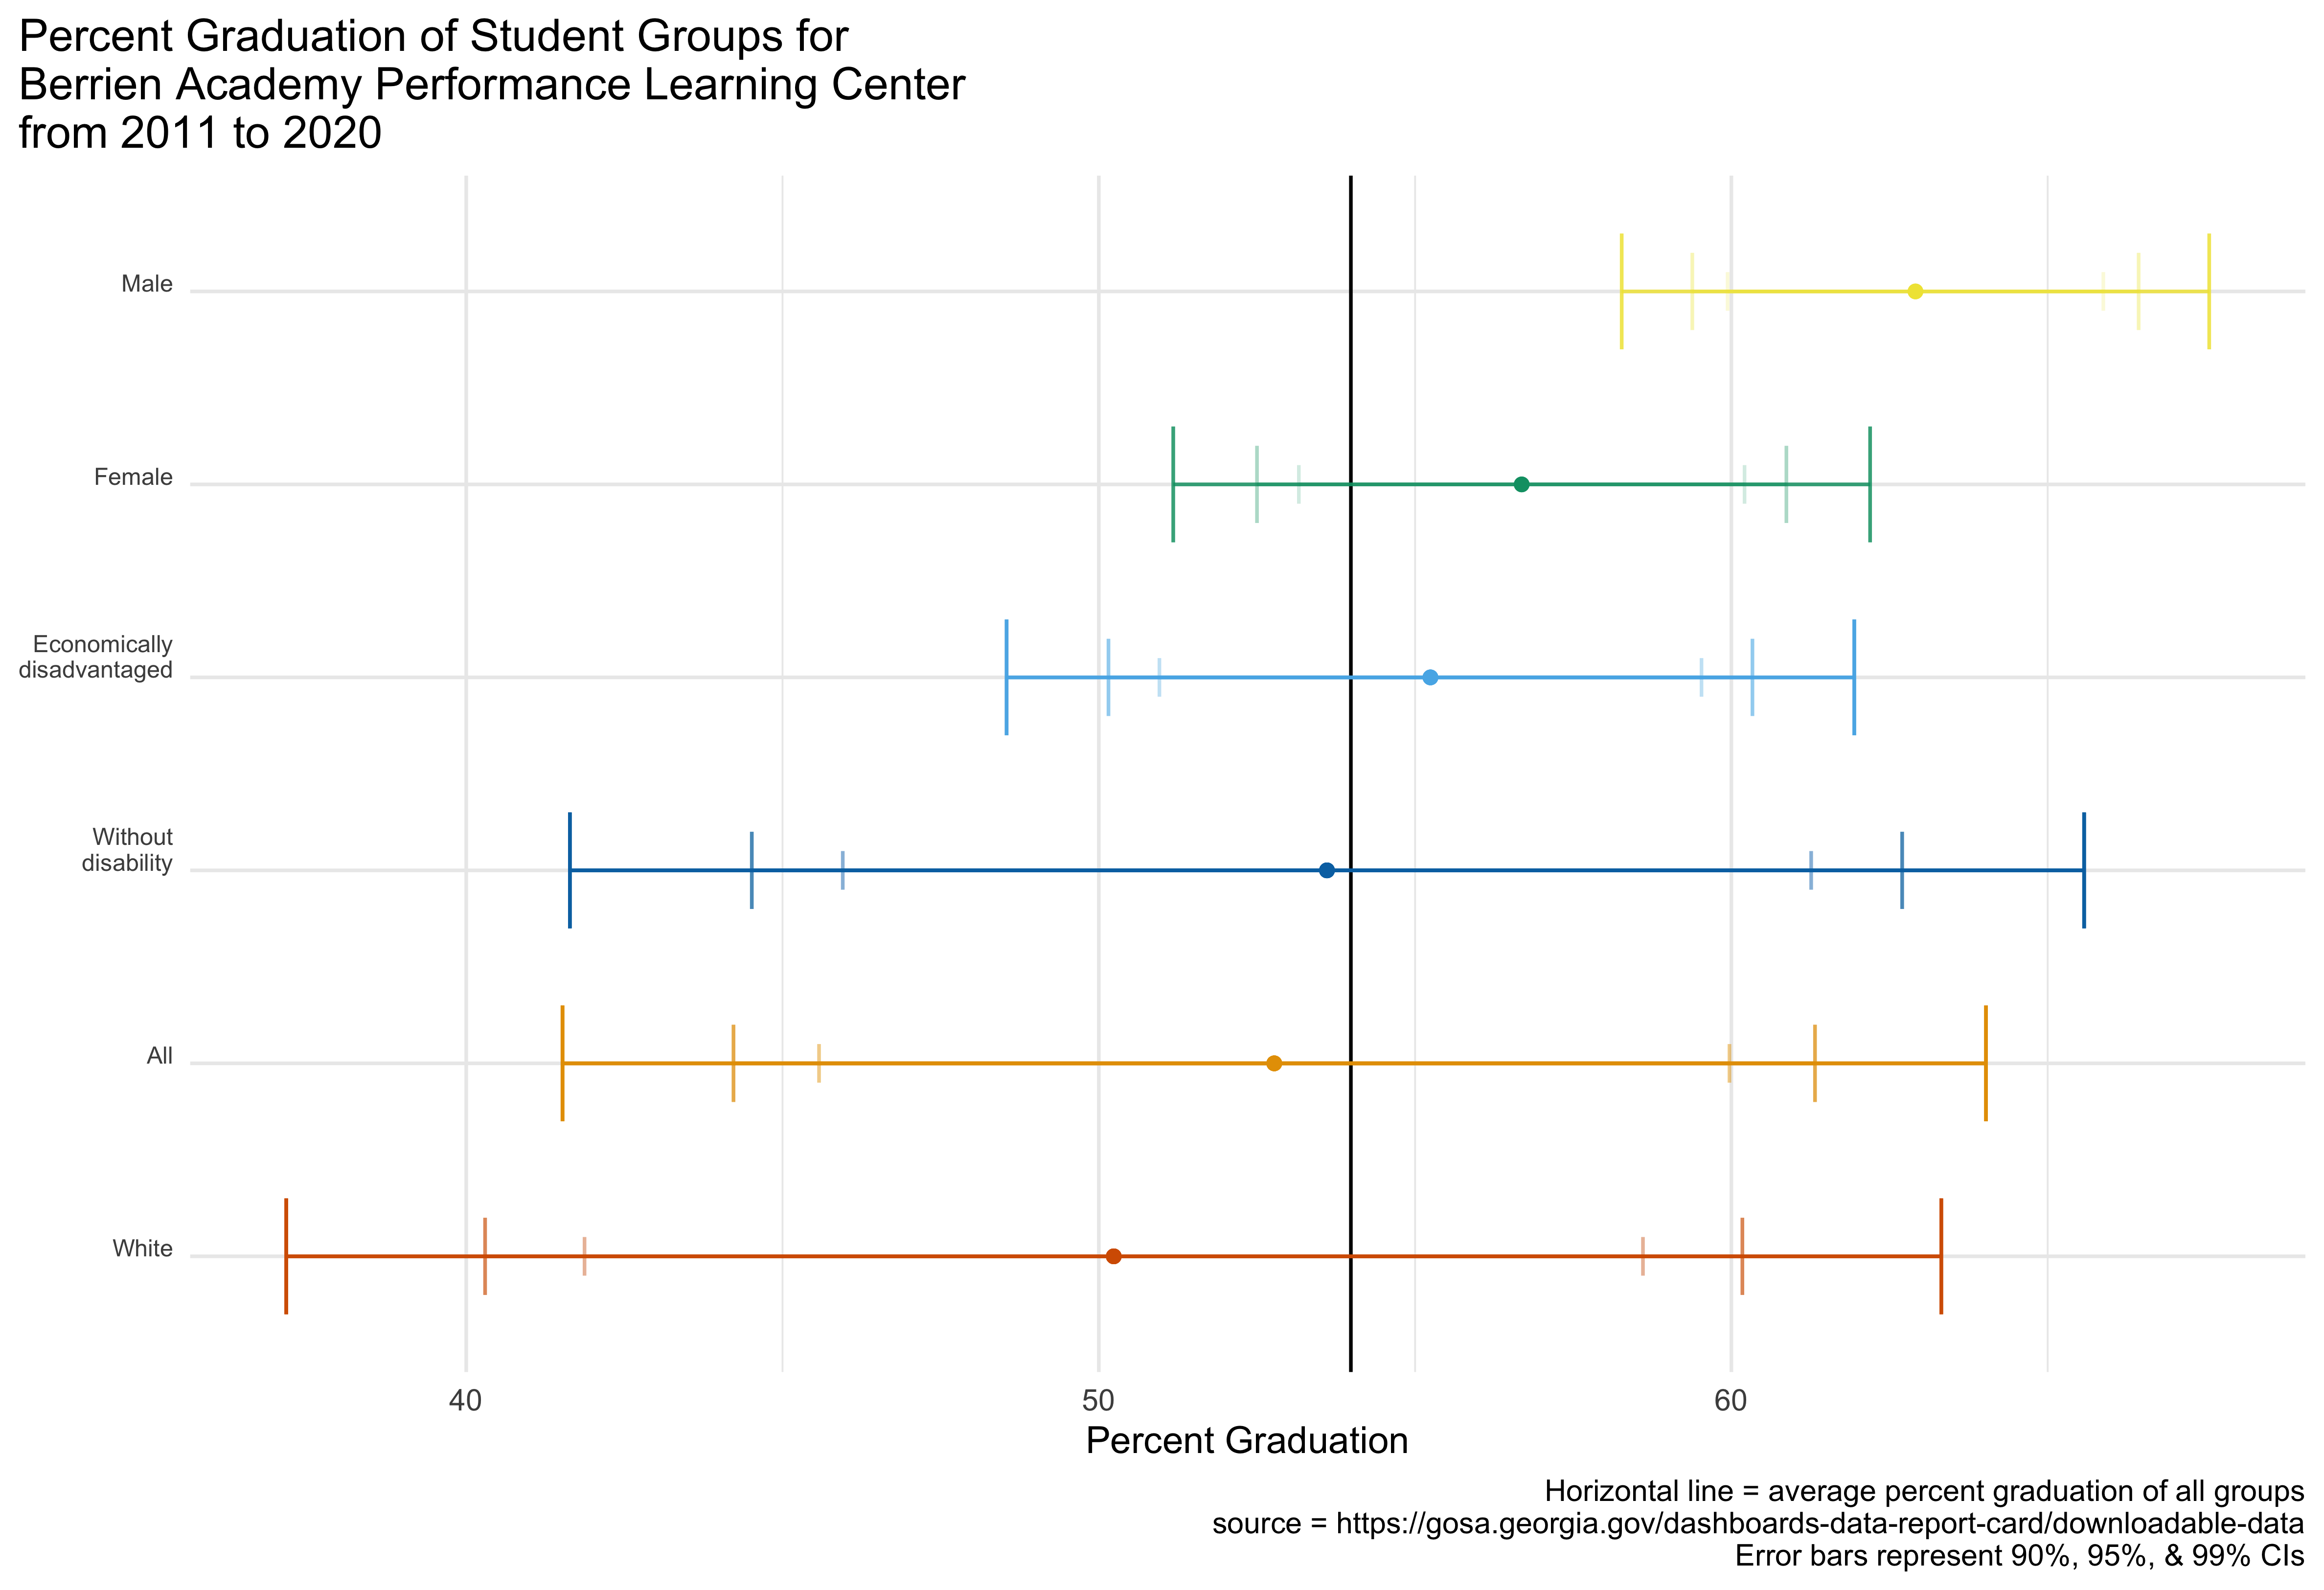 Percent Graduation of Student Groups for
Berrien Academy Performance Learning Center
from 2011 to 2020
Male
Female
Economically
disadvantaged
Without
disability
All
White
40
50
60
Percent Graduation
Horizontal line = average percent graduation of all groups
source = https://gosa.georgia.gov/dashboards-data-report-card/downloadable-data
Error bars represent 90%, 95%, & 99% CIs